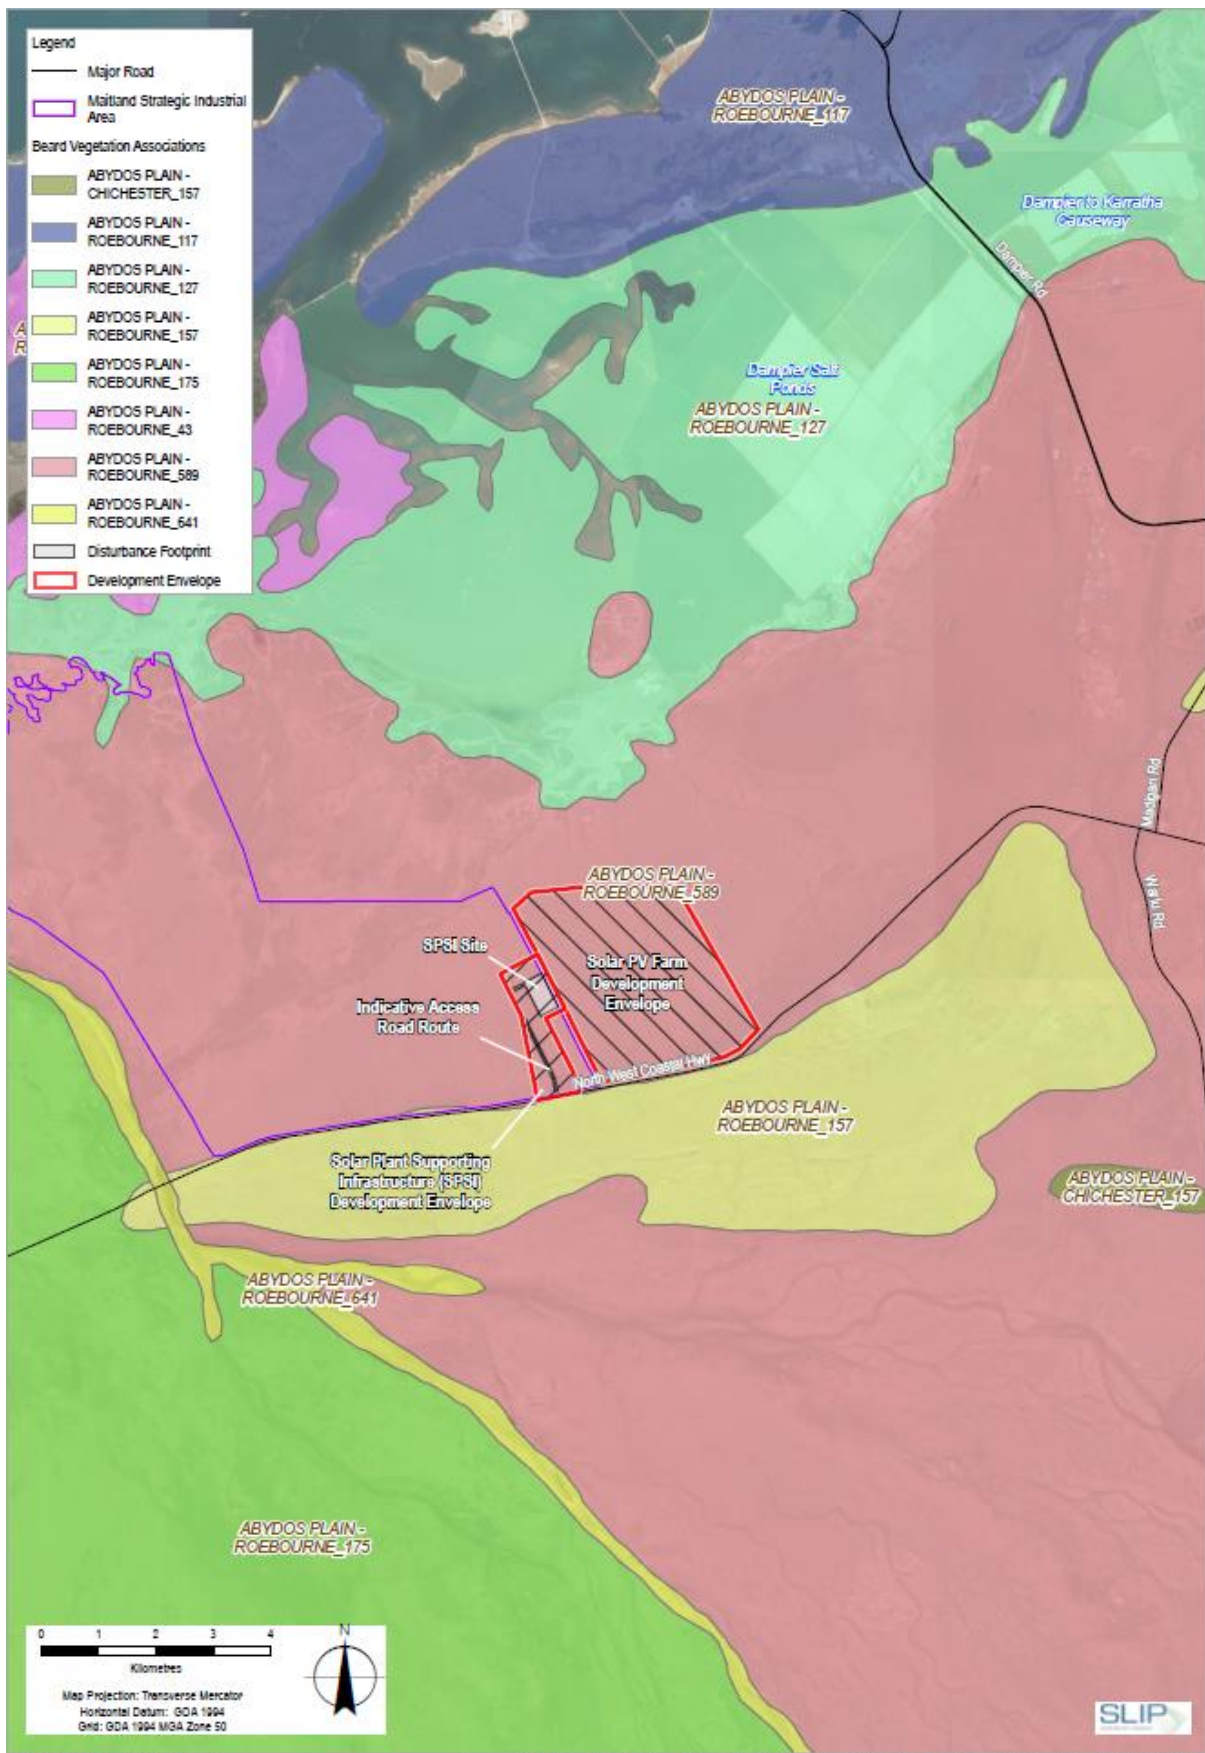 Legend
Major Road
Maitland Strategic Industrial
Area
Beard Vegetation Associations
ABYDOS PLAIN -
CHICHESTER_157
ABYDOS PLAIN -
ROEBOURNE_117
ABYDOS PLAIN -
ROEBOURNE_127
ABYDOS PLAIN -
ROEBOURNE_157
ABYDOS PLAIN -
ROEBOURNE_175
ABYDOS PLAIN -
ROEBOURNE_43
ABYDOS PLAIN -
ROEBOURNE_589
ABYDOS PLAIN -
ROEBOURNE_641
Disturbance Footprint
Development Envelope
A
R
ABYDOS PLAIN -
ROEBOURNE_117
Dampier to Karratha
Causeway
Dampier Rd
Dampier Salt
Ponds
ABYDOS PLAIN -
ROEBOURNE_127
Madigan Rd
ABYDOS PLAIN -
ROEBOURNE_589
SPSI Site
Solar PV Farm
Development
Envelope
Indicative Access
Road Route
North West Coastal Hwy
ABYDOS PLAIN -
ROEBOURNE_157
Solar Plant Supporting
Infrastructure (SPSI)
Development Envelope
ABYDOS PLAIN -
CHICHESTER_157
ABYDOS PLAIN -
ROEBOURNE_641
ABYDOS PLAIN -
ROEBOURNE_175
0 1 2 3 4
Kilometres
Map Projection: Transverse Mercator
Horizontal Datum: GDA 1994
Grid: GDA 1994 MGA Zone 50
N
SLIP